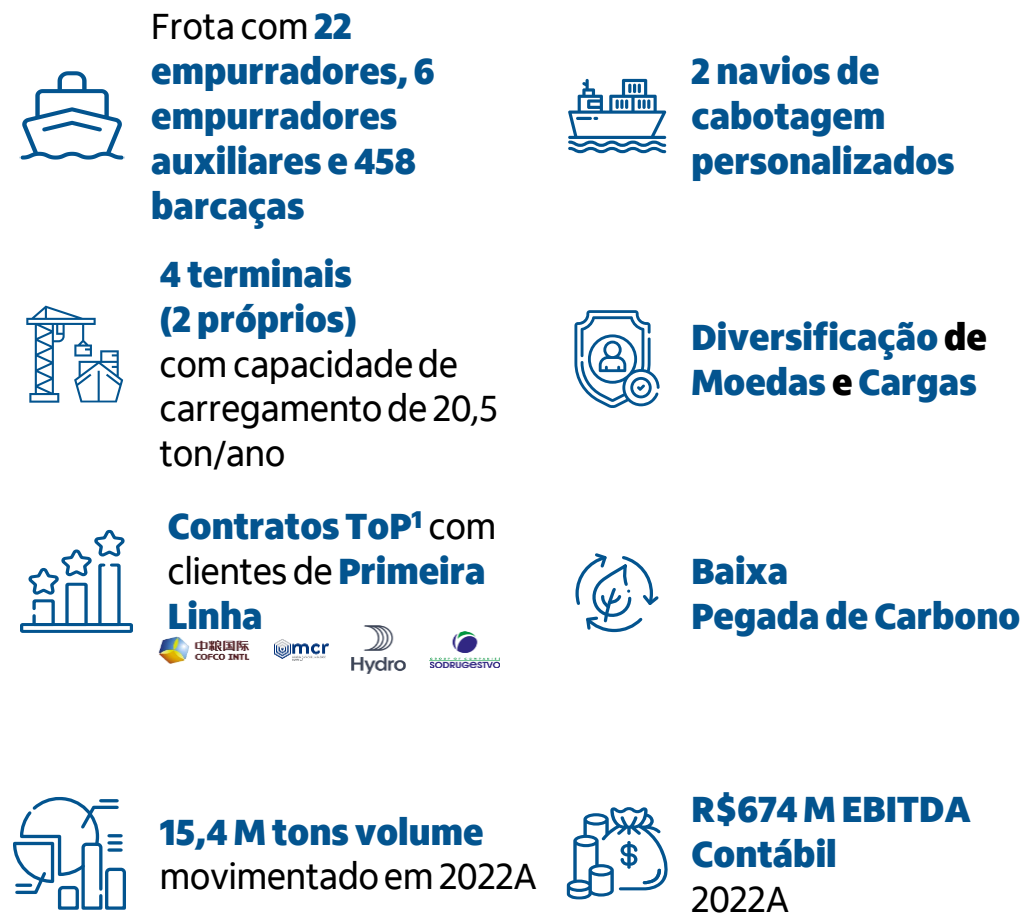 Frota com 22
empurradores, 6
empurradores
auxiliares e 458
barcaças
2 navios de
cabotagem
personalizados
4 terminais
(2 próprios)
com capacidade de
carregamento de 20,5
ton/ano
Diversificação de
Moedas e Cargas
Contratos ToP¹ com
clientes de Primeira
Linha
中粮国际
COFCO INTL
mcr
Hydro
SODRUGESTVO
Baixa
Pegada de Carbono
15,4 M tons volume
movimentado em 2022A
$
R$674 M EBITDA
Contábil
2022A